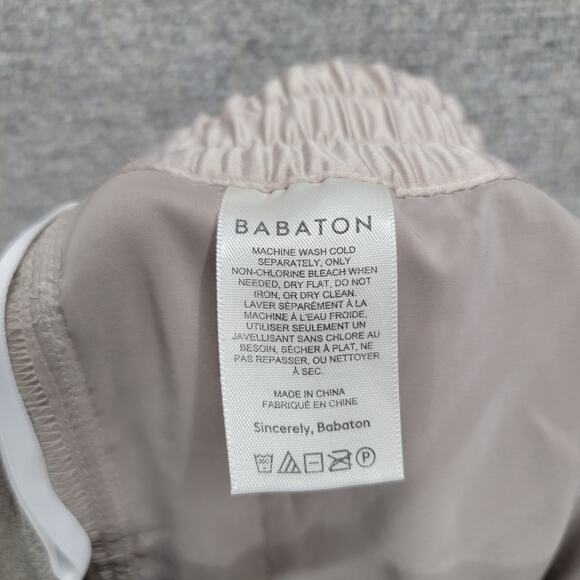 BABATON
MACHINE WASH COLD
SEPARATELY, ONLY
NON-CHLORINE BLEACH WHEN
NEEDED, DRY FLAT, DO NOT
IRON, OR DRY CLEAN.
LAVER SÉPARÉMENT À LA
MACHINE À L'EAU FROIDE,
UTILISER SEULEMENT UN
JAVELLISANT SANS CHLORE AU
BESOIN, SÉCHER À PLAT, NE
PAS REPASSER, OU NETTOYER
À SEC.
MADE IN CHINA
FABRIQUÉ EN CHINE
Sincerely, Babaton
P